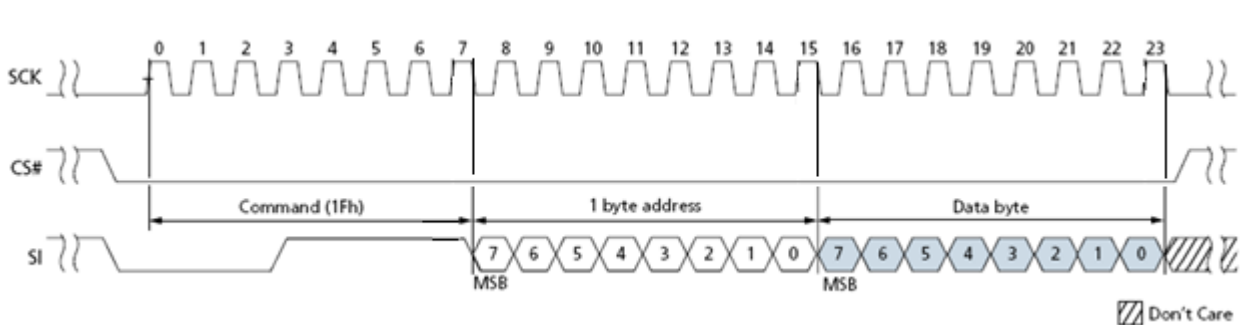 0 1 2 3 4 5 6 7 8 9 10 11 12 13 14 15 16 17 18 19 20 21 22 23
SCK
CS#
Command (1Fh) 1 byte address Data byte
SI 7 6 5 4 3 2 1 0 7 6 5 4 3 2 1 0
MSB MSB
Don't Care